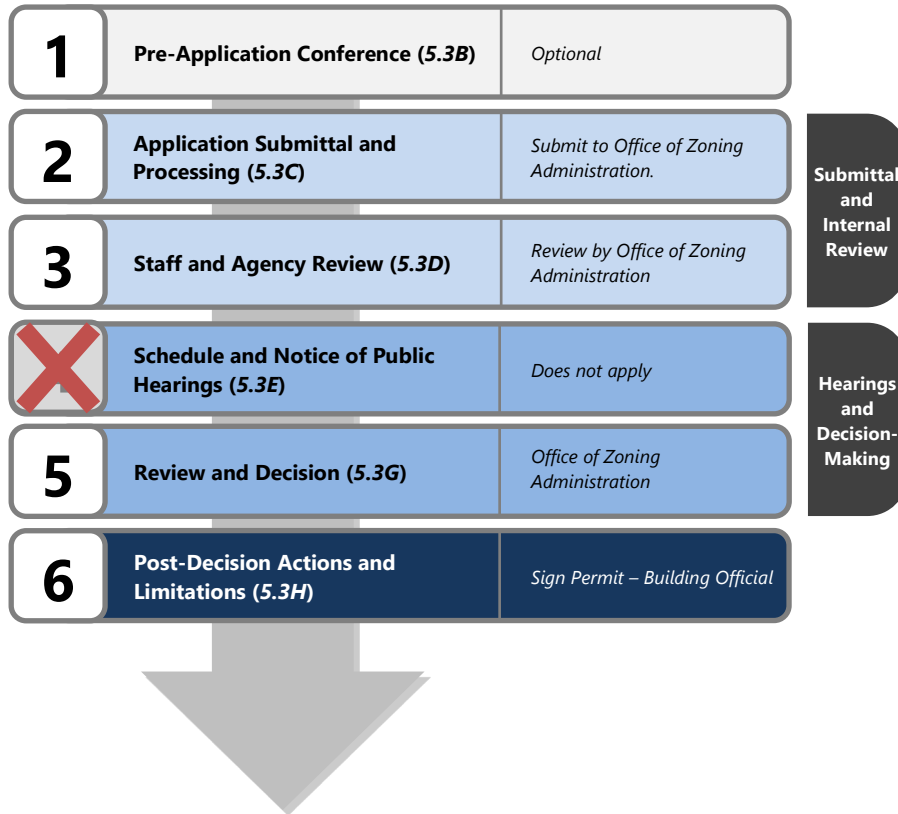 1
Pre-Application Conference (5.3B)
Optional
2
Application Submittal and
Processing (5.3C)
Submit to Office of Zoning
Administration.
3
Staff and Agency Review (5.3D)
Review by Office of Zoning
Administration
Submittal
and
Internal
Review
Schedule and Notice of Public
Hearings (5.3E)
Does not apply
5
Review and Decision (5.3G)
Office of Zoning
Administration
Hearings
and
Decision-
Making
6
Post-Decision Actions and
Limitations (5.3H)
Sign Permit – Building Official